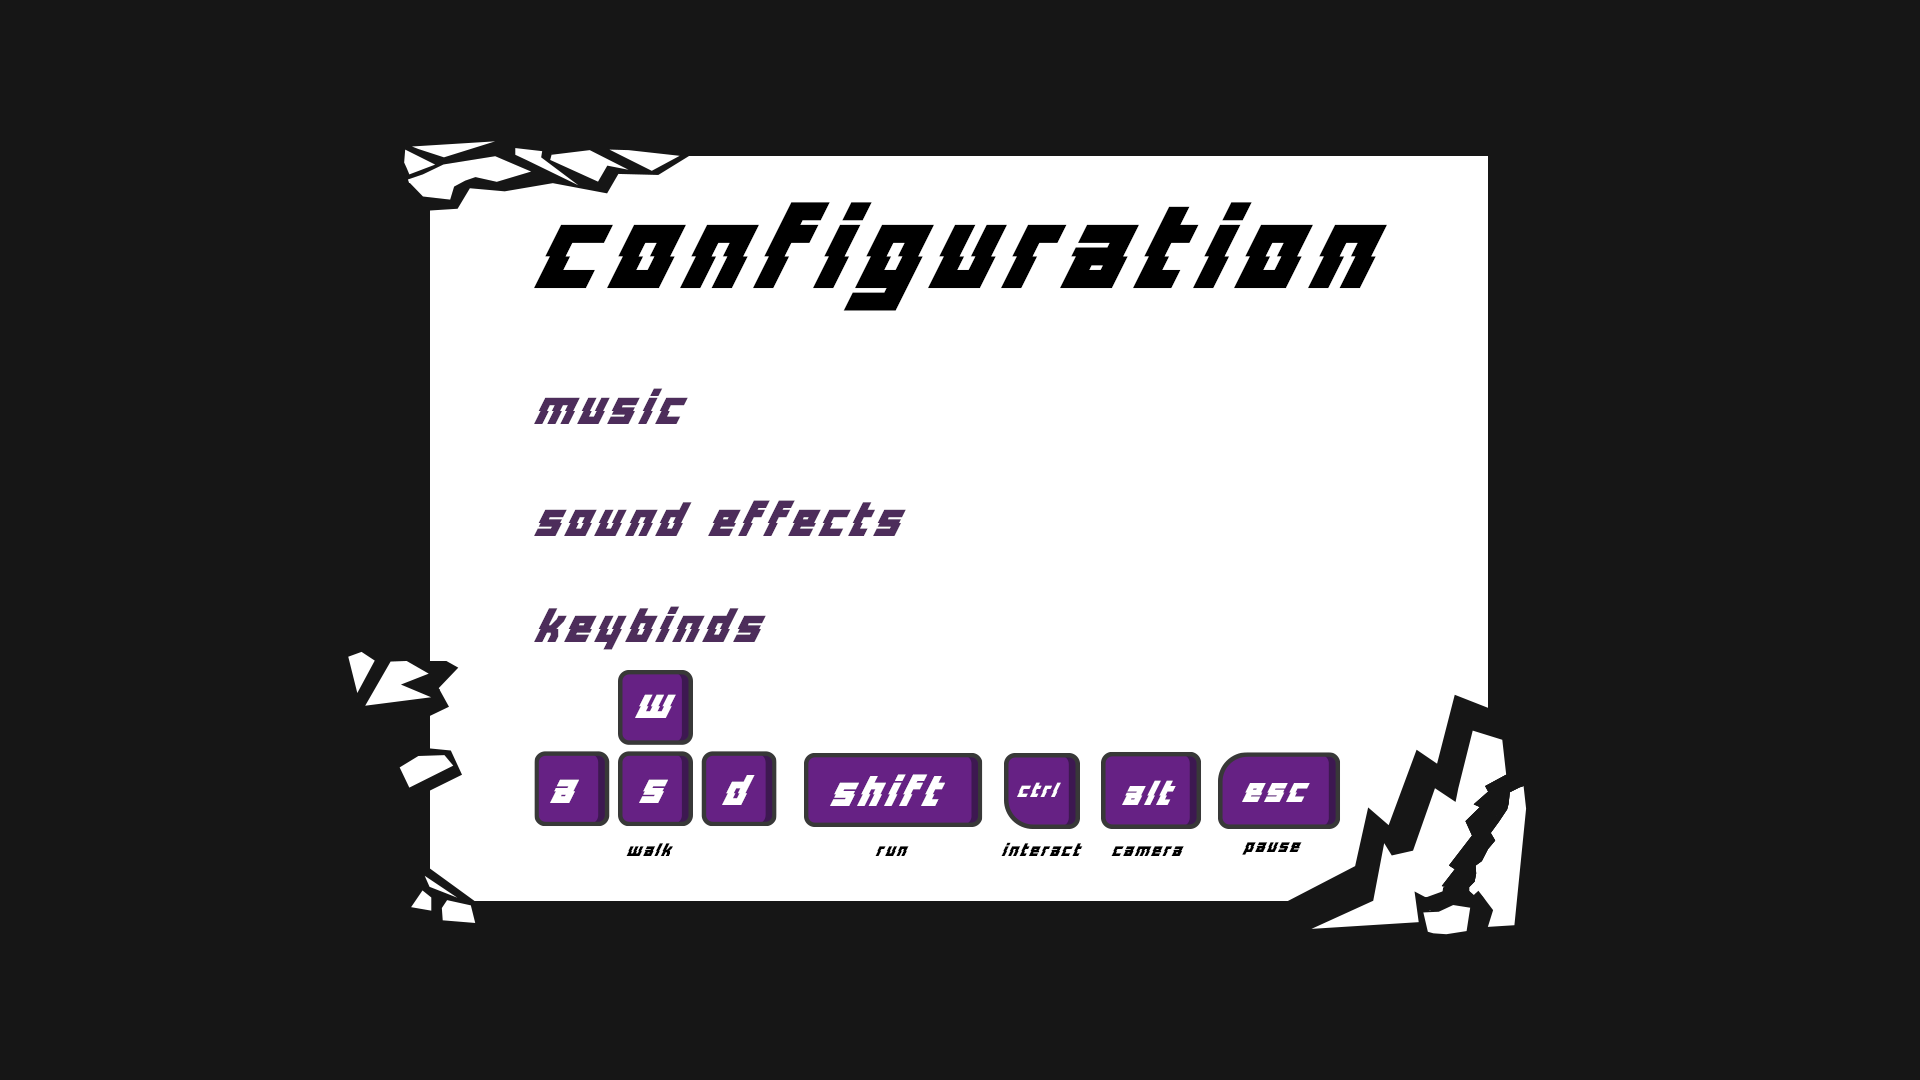 configuration
music
sound effects
keybinds
w
a s d shift ctrl alt esc
walk run interact camera pause